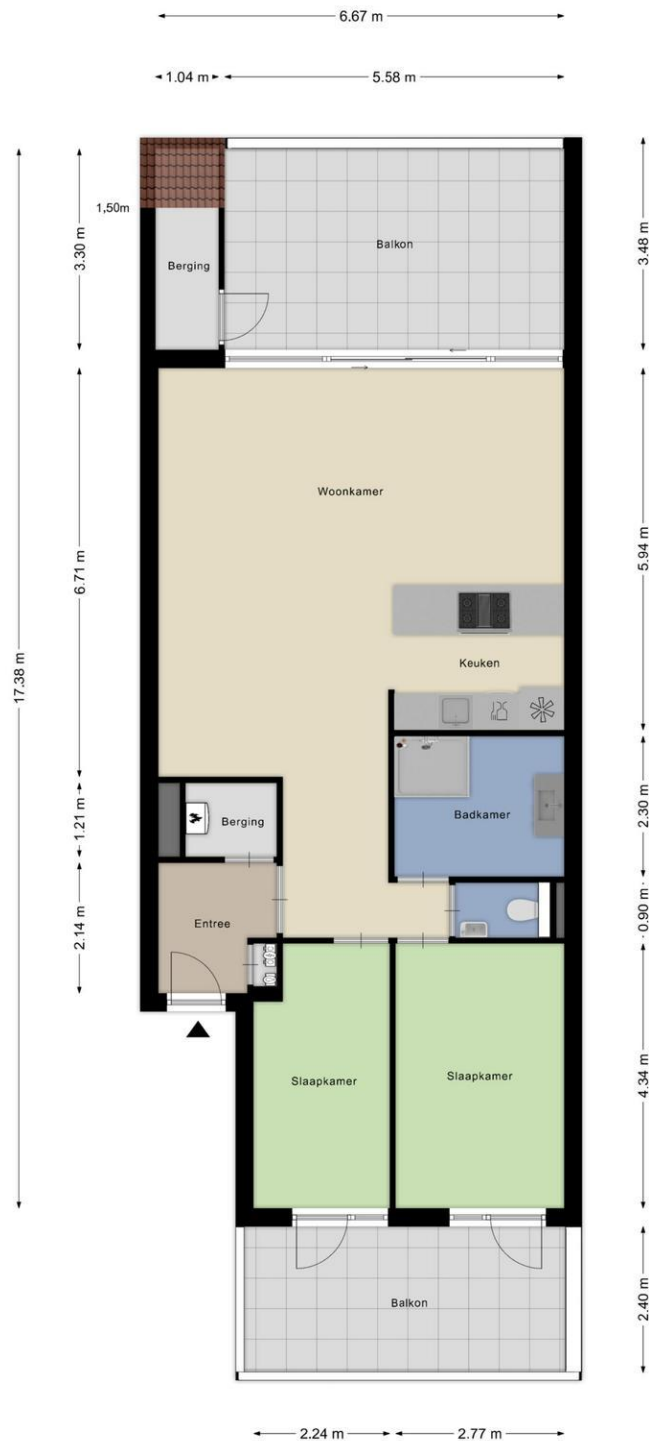 6.67 m
1.04 m
5.58 m
1,50m
3.30 m
3.48 m
Balkon
Berging
Woonkamer
5.94 m
6.71 m
17.38 m
Keuken
Badkamer
2.30 m
Berging
1.21 m
0.90 m
Entree
2.14 m
Slaapkamer
Slaapkamer
4.34 m
Balkon
2.40 m
2.24 m
2.77 m